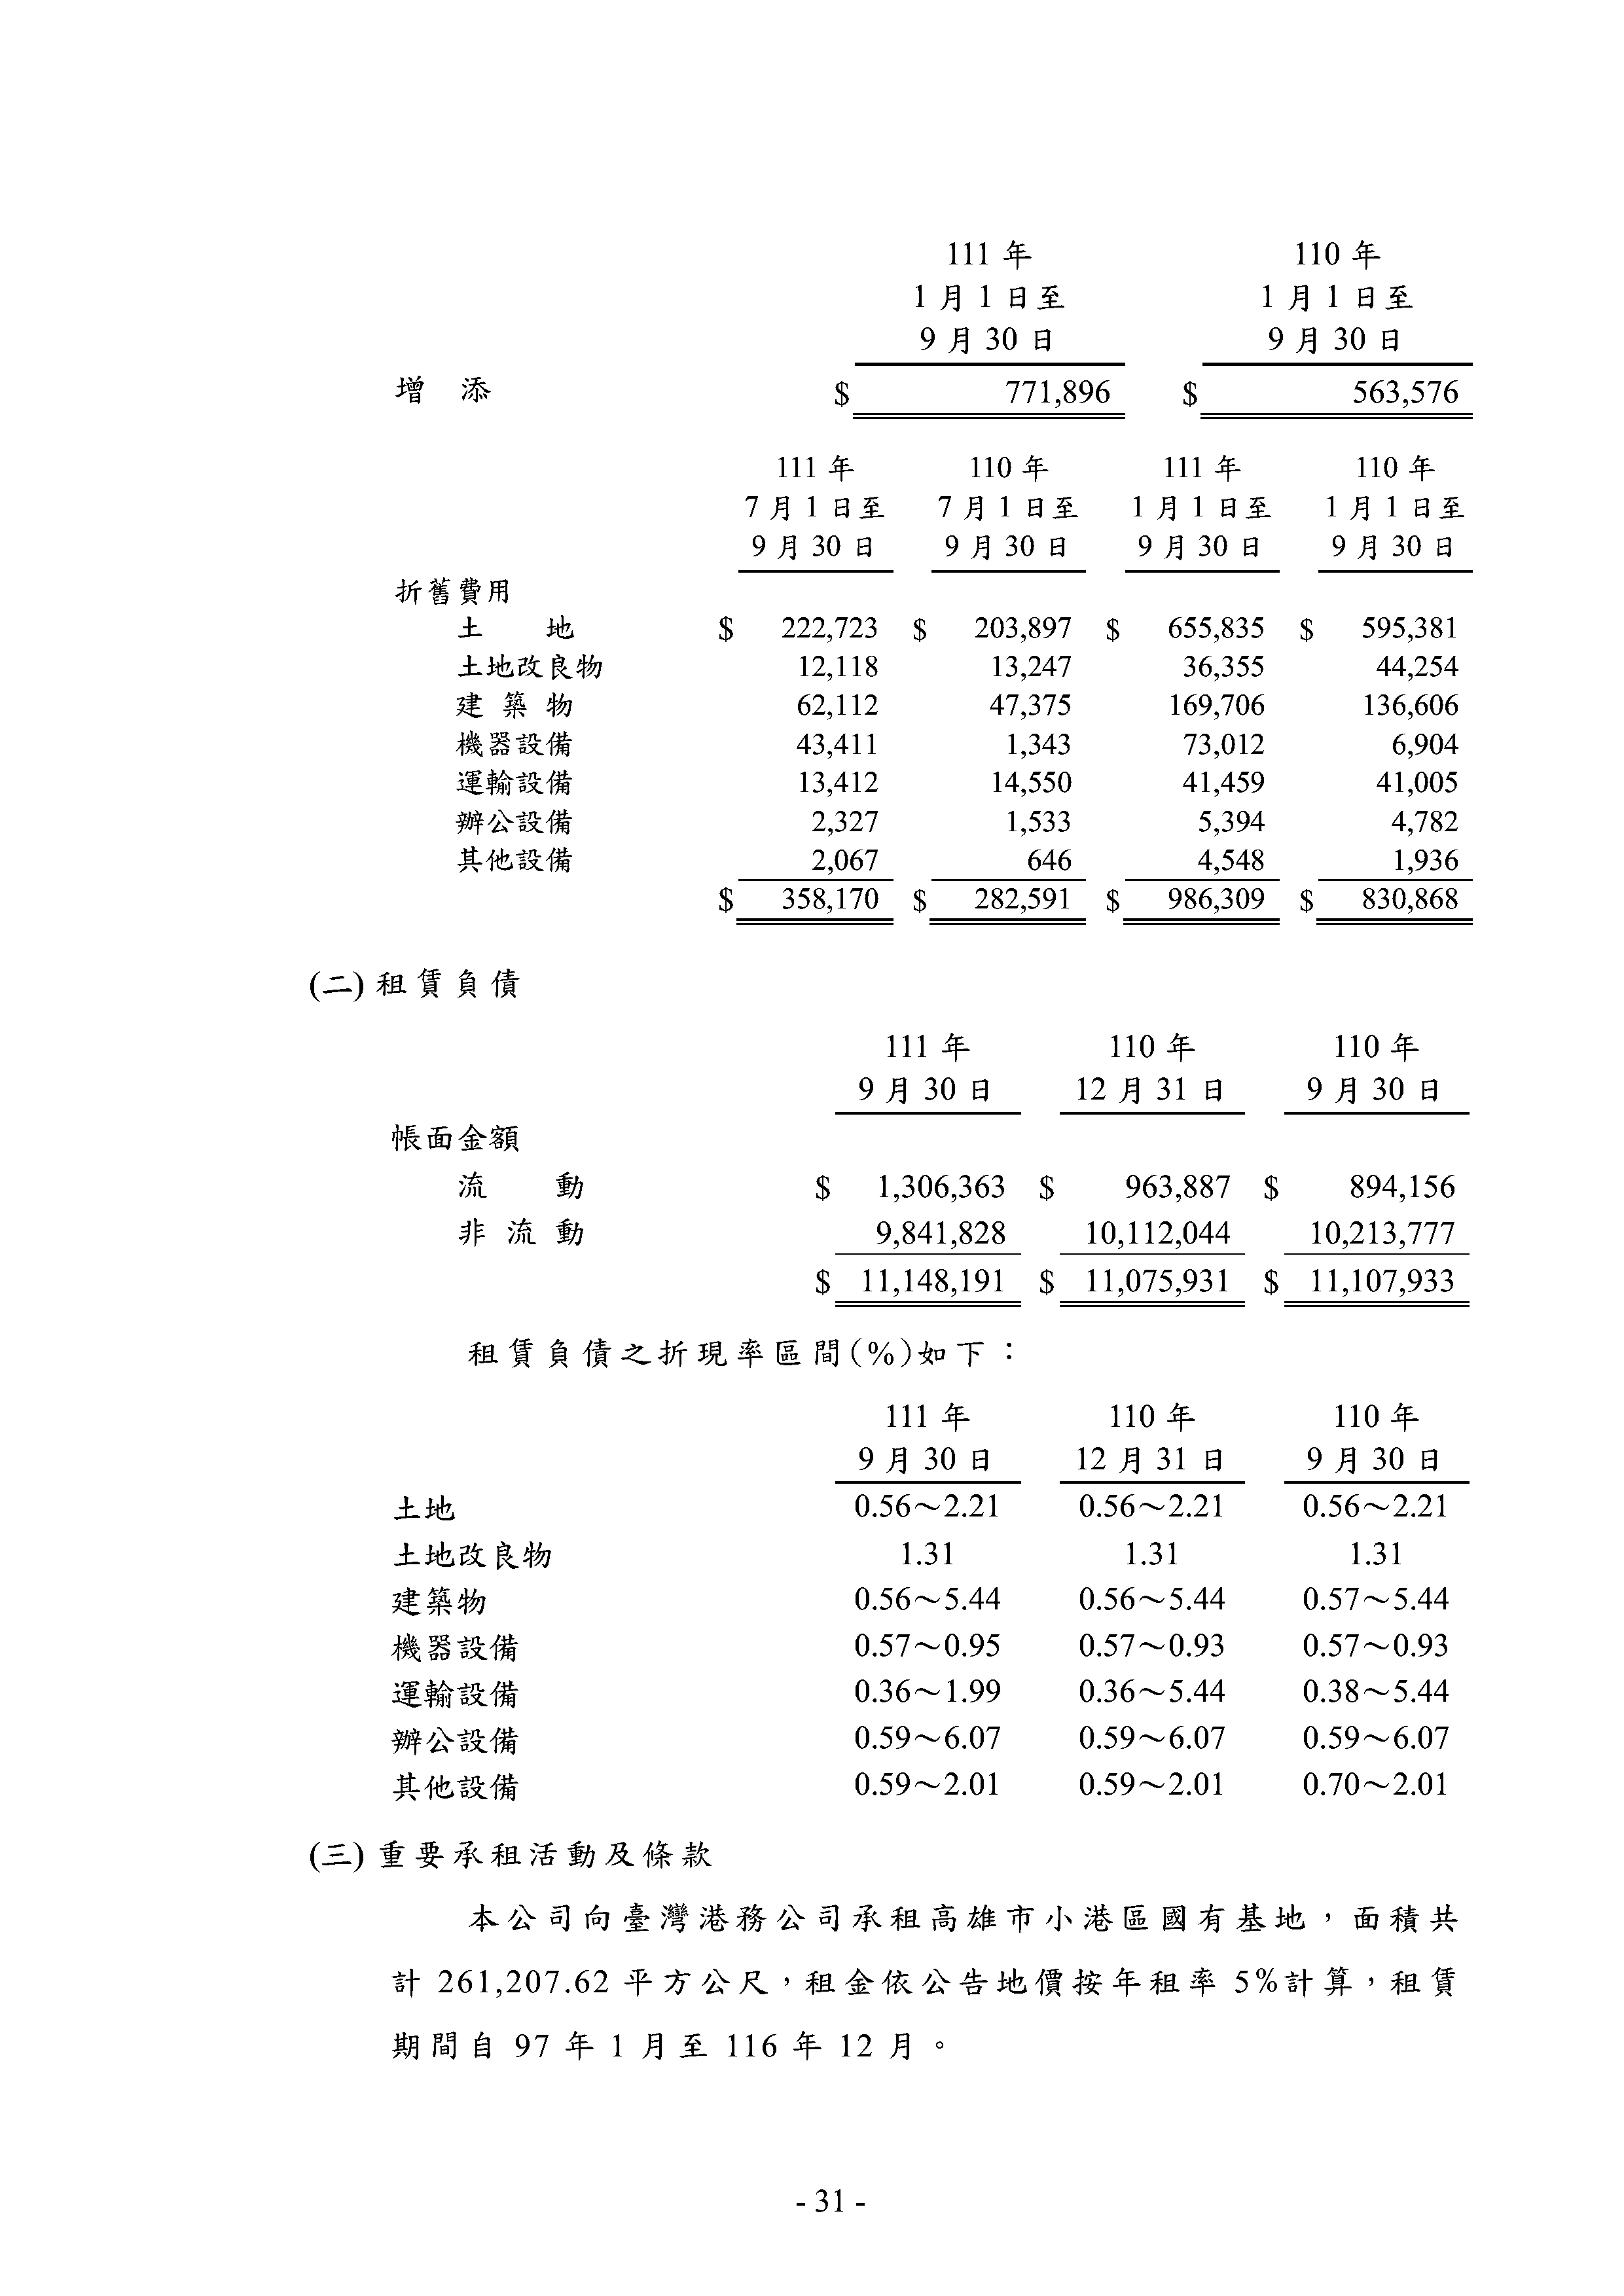 111 年 110 年
1 月 1 日至 1 月 1 日至
9 月 30 日 9 月 30 日
增 添 $ 771,896 $ 563,576
111 年 110 年 111 年 110 年
7 月 1 日至 7 月 1 日至 1 月 1 日至 1 月 1 日至
9 月 30 日 9 月 30 日 9 月 30 日 9 月 30 日
折舊費用
土 地 $ 222,723 $ 203,897 $ 655,835 $ 595,381
土地改良物 12,118 13,247 36,355 44,254
建 築 物 62,112 47,375 169,706 136,606
機器設備 43,411 1,343 73,012 6,904
運輸設備 13,412 14,550 41,459 41,005
辦公設備 2,327 1,533 5,394 4,782
其他設備 2,067 646 4,548 1,936
$ 358,170 $ 282,591 $ 986,309 $ 830,868
(二) 租賃負債
111 年 110 年 110 年
9 月 30 日 12 月 31 日 9 月 30 日
帳面金額
流 動 $ 1,306,363 $ 963,887 $ 894,156
非 流 動 9,841,828 10,112,044 10,213,777
$ 11,148,191 $ 11,075,931 $ 11,107,933
租賃負債之折現率區間(%)如下：
111 年 110 年 110 年
9 月 30 日 12 月 31 日 9 月 30 日
土地 0.56～2.21 0.56～2.21 0.56～2.21
土地改良物 1.31 1.31 1.31
建築物 0.56～5.44 0.56～5.44 0.57～5.44
機器設備 0.57～0.95 0.57～0.93 0.57～0.93
運輸設備 0.36～1.99 0.36～5.44 0.38～5.44
辦公設備 0.59～6.07 0.59～6.07 0.59～6.07
其他設備 0.59～2.01 0.59～2.01 0.70～2.01
(三) 重要承租活動及條款
本公司向臺灣港務公司承租高雄市小港區國有基地，面積共
計 261,207.62 平方公尺，租金依公告地價按年租率 5%計算，租賃
期間自 97 年 1 月至 116 年 12 月。
- 31 -